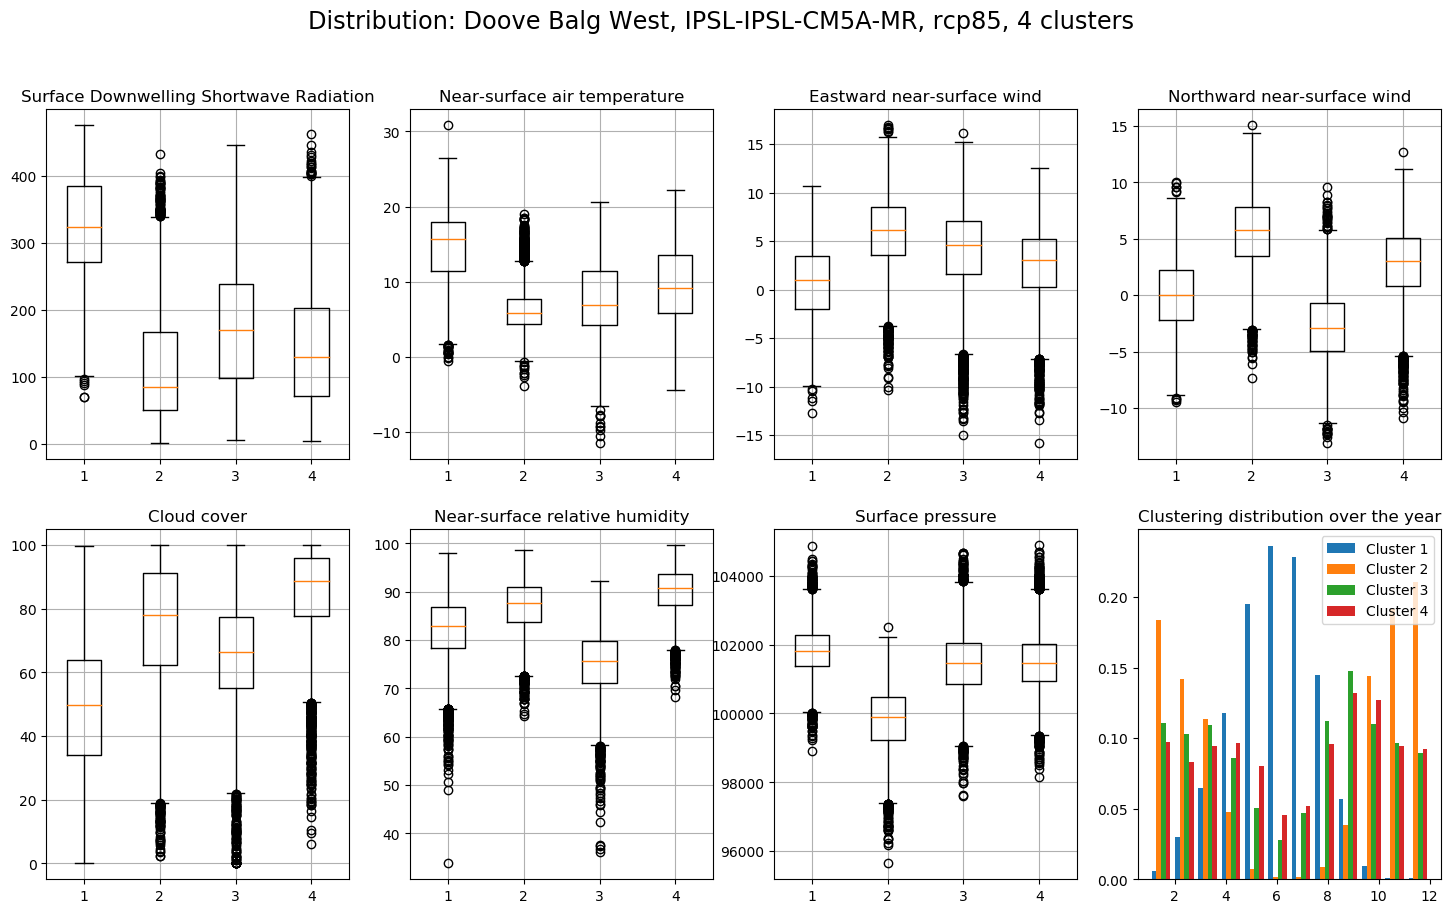 Distribution: Doove Balg West, IPSL-IPSL-CM5A-MR, rcp85, 4 clusters
Surface Downwelling Shortwave Radiation
400
300
200
100
0
1 2 3 4
Near-surface air temperature
30
20
10
0
−10
1 2 3 4
Eastward near-surface wind
15
10
5
0
−5
−10
−15
1 2 3 4
Northward near-surface wind
15
10
5
0
−5
−10
1 2 3 4
Cloud cover
100
80
60
40
20
0
1 2 3 4
Near-surface relative humidity
100
90
80
70
60
50
40
1 2 3 4
Surface pressure
104000
102000
100000
98000
96000
1 2 3 4
Clustering distribution over the year
Cluster 1
Cluster 2
Cluster 3
Cluster 4
0.20
0.15
0.10
0.05
0.00
2 4 6 8 10 12